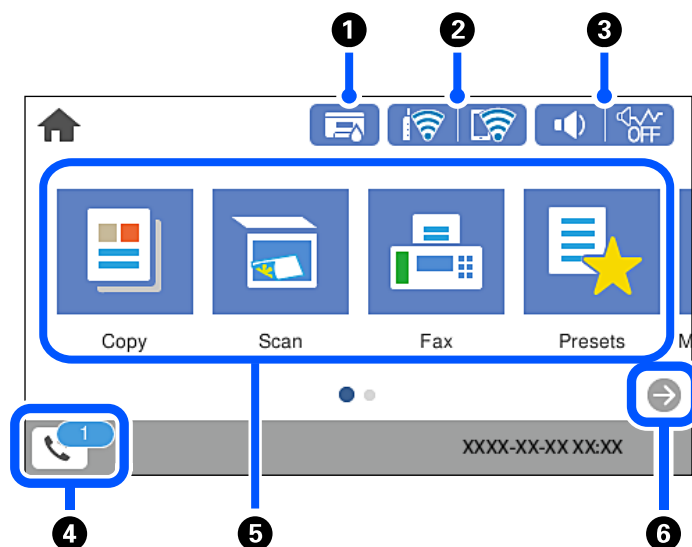 1 2 3
OFF
Copy Scan Fax Presets M
1
XXXX-XX-XX XX:XX
4 5 6